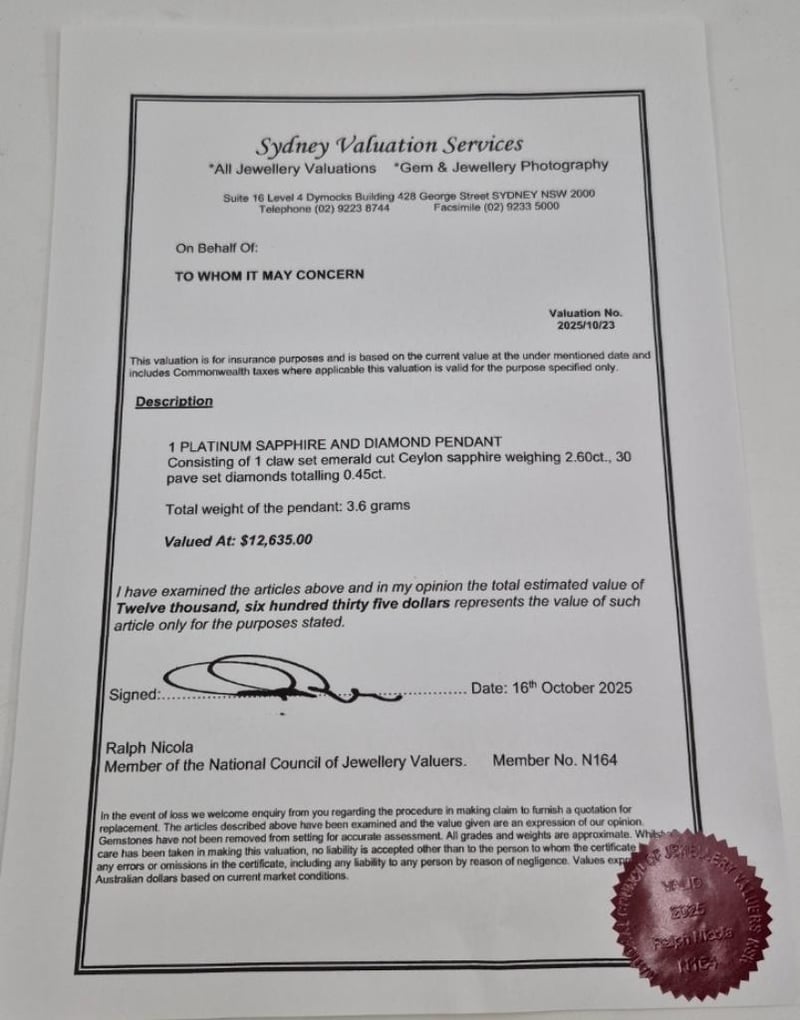 Sydney Valuation Services
*All Jewellery Valuations *Gem & Jewellery Photography
Suite 16 Level 4 Dymocks Building 428 George Street SYDNEY NSW 2000
Telephone (02) 9223 8744 Facsimile (02) 9233 5000
On Behalf Of:
TO WHOM IT MAY CONCERN
Valuation No.
2025/10/23
This valuation is for insurance purposes and is based on the current value at the under mentioned date and
includes Commonwealth taxes where applicable this valuation is valid for the purpose specified only.
Description
1 PLATINUM SAPPHIRE AND DIAMOND PENDANT
Consisting of 1 claw set emerald cut Ceylon sapphire weighing 2.60ct., 30
pave set diamonds totalling 0.45ct.
Total weight of the pendant: 3.6 grams
Valued At: $12,635.00
I have examined the articles above and in my opinion the total estimated value of
Twelve thousand, six hundred thirty five dollars represents the value of such
article only for the purposes stated.
Signed:.................................................. Date: 16th October 2025
Ralph Nicola
Member of the National Council of Jewellery Valuers. Member No. N164
In the event of loss we welcome enquiry from you regarding the procedure in making claim to furnish a quotation for
replacement. The articles described above have been examined and the value given are an expression of our opinion.
Gemstones have not been removed from setting for accurate assessment. All grades and weights are approximate. Whilst
care has been taken in making this valuation, no liability is accepted other than to the person to whom the certificate
any errors or omissions in the certificate, including any liability to any person by reason of negligence. Values
Australian dollars based on current market conditions.
COUNCIL OF JEWELLERY VALUERS
VALID
2025
Ralph Nicola
N164